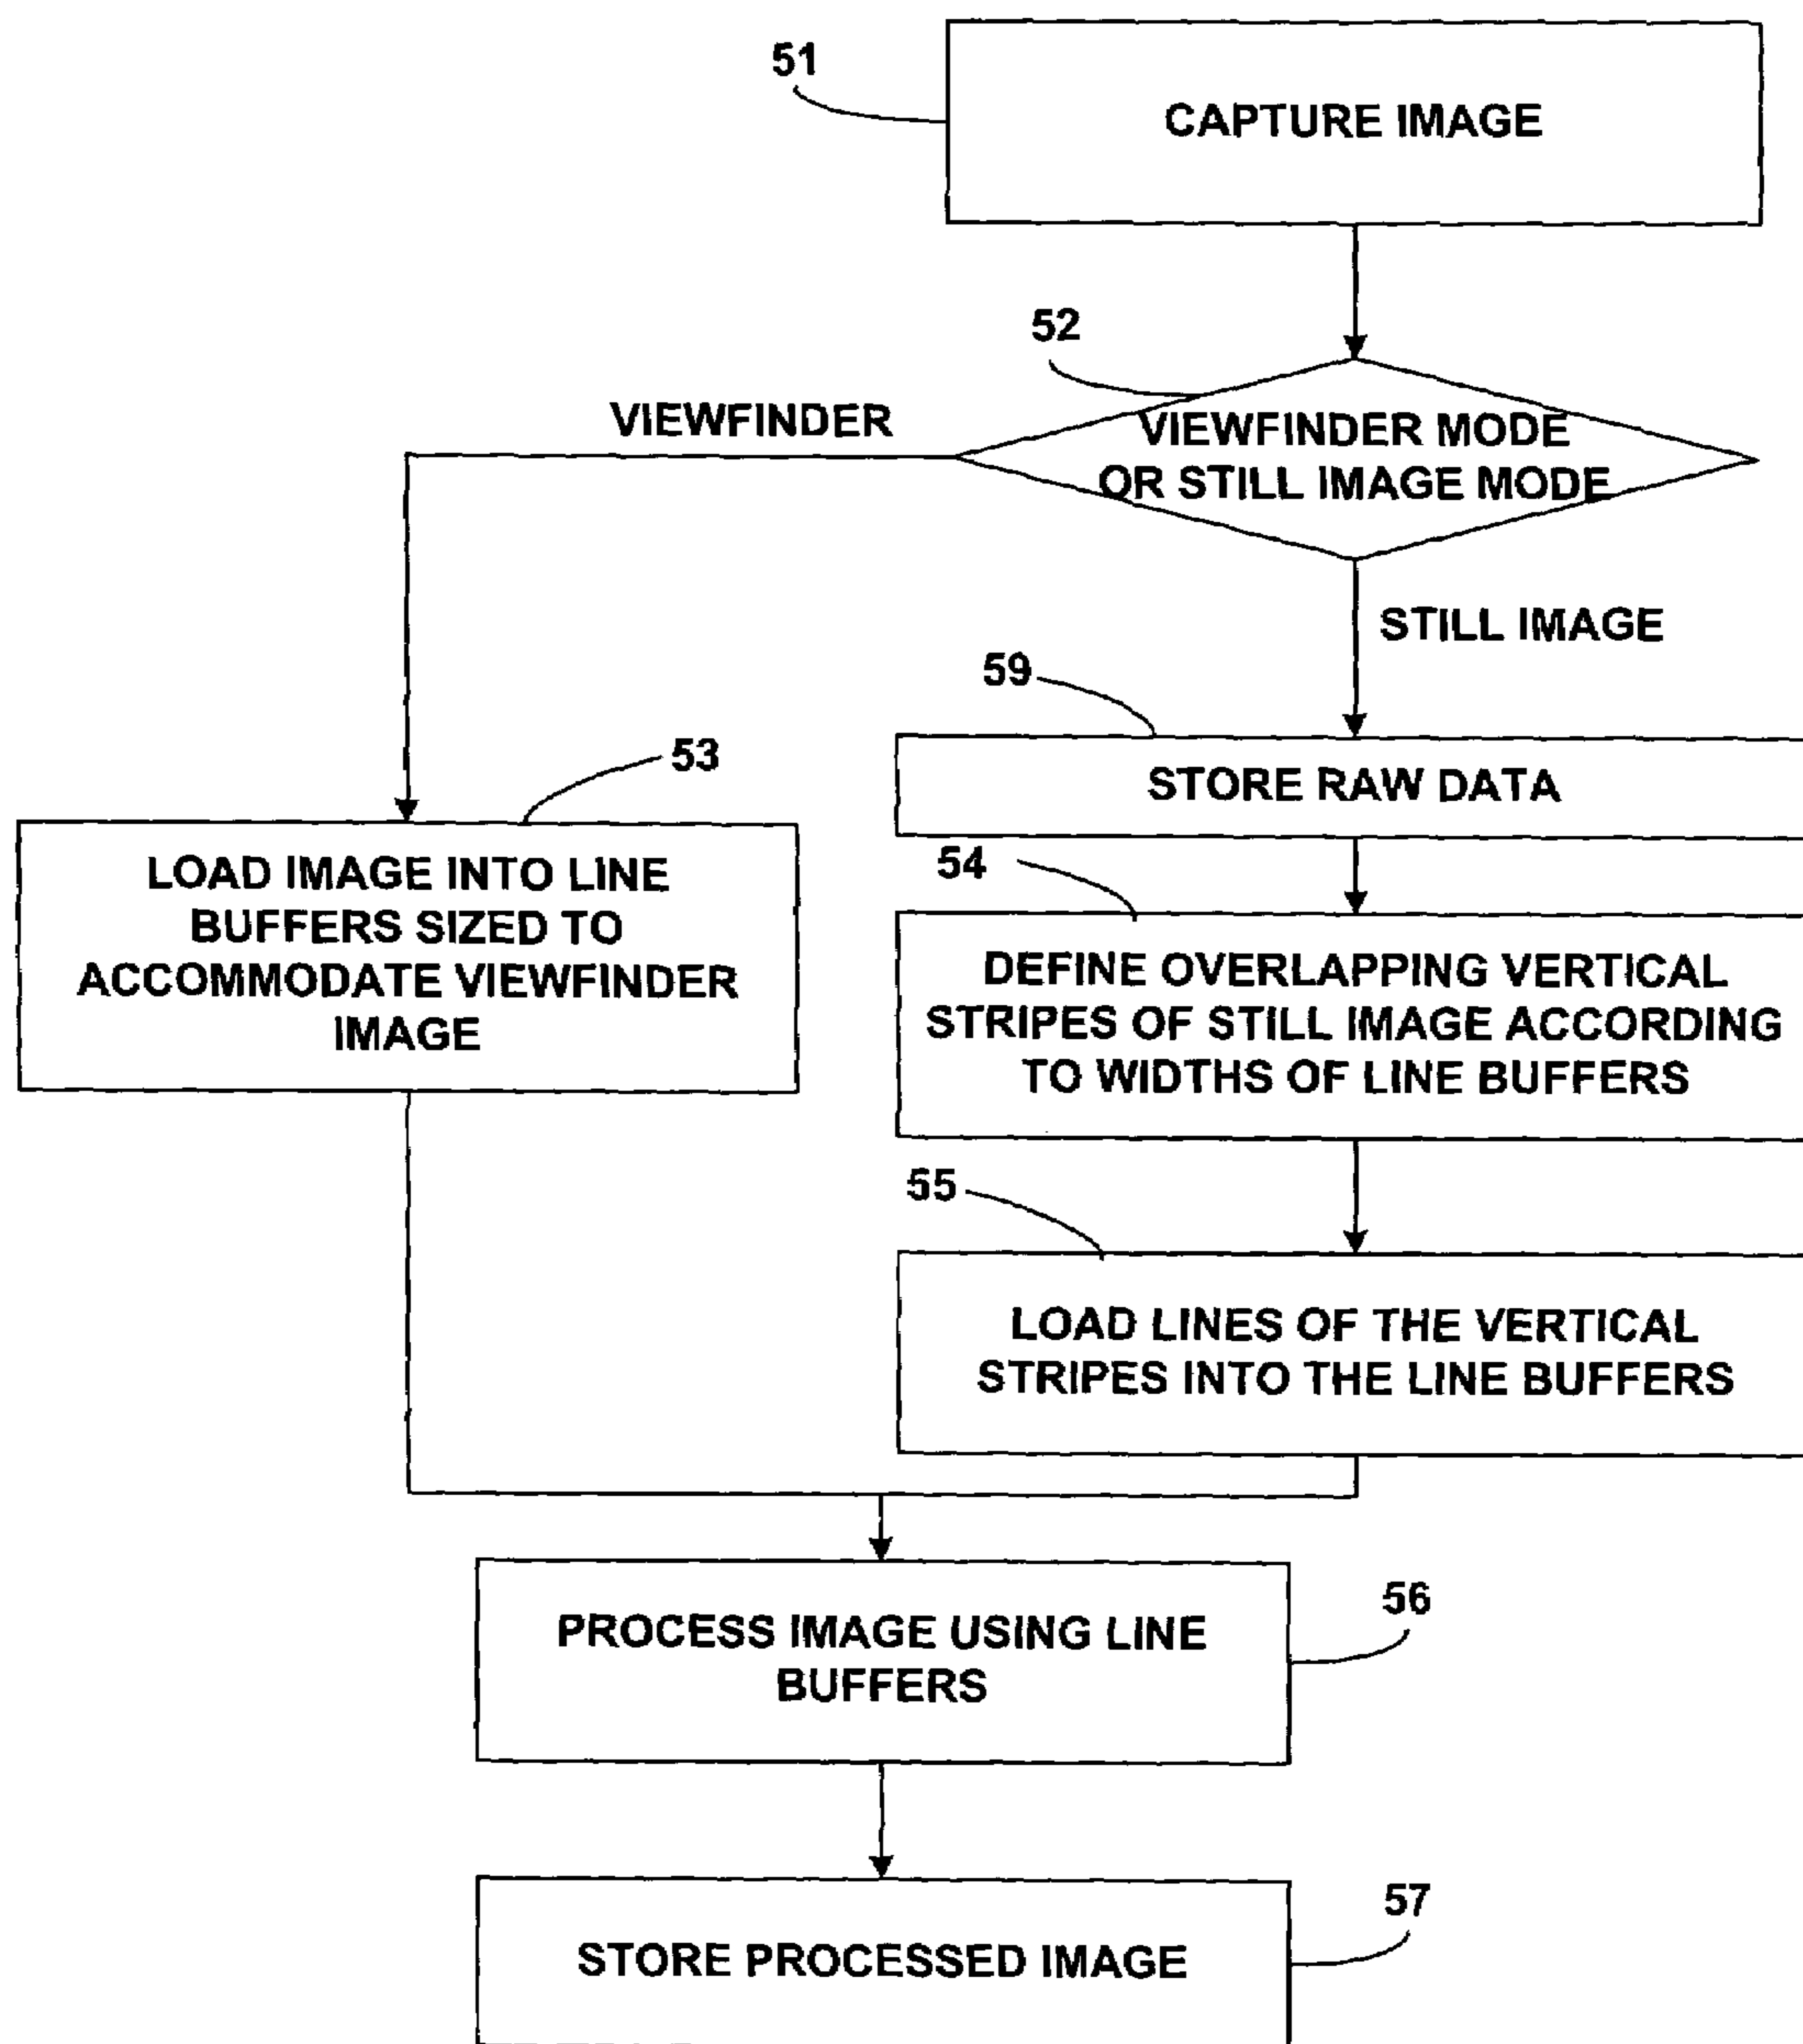 51
CAPTURE IMAGE
52
VIEWFINDER
VIEWFINDER MODE
OR STILL IMAGE MODE
STILL IMAGE
59
STORE RAW DATA
53
LOAD IMAGE INTO LINE
BUFFERS SIZED TO
ACCOMMODATE VIEWFINDER
IMAGE
54
DEFINE OVERLAPPING VERTICAL
STRIPES OF STILL IMAGE ACCORDING
TO WIDTHS OF LINE BUFFERS
55
LOAD LINES OF THE VERTICAL
STRIPES INTO THE LINE BUFFERS
56
PROCESS IMAGE USING LINE
BUFFERS
57
STORE PROCESSED IMAGE